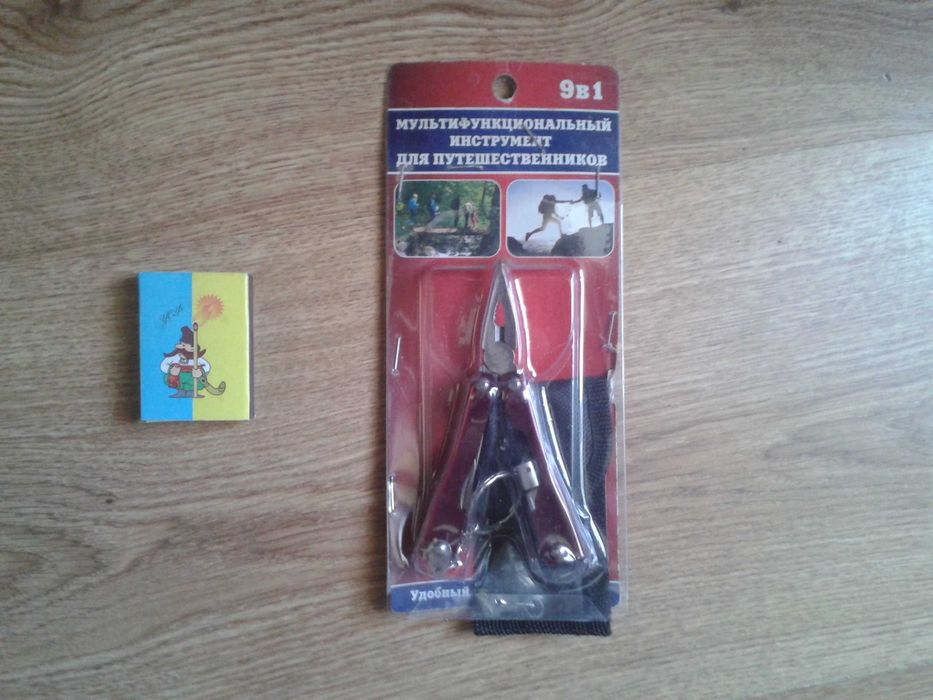 9в1
МУЛЬТИФУНКЦИОНАЛЬНЫЙ
ИНСТРУМЕНТ
ДЛЯ ПУТЕШЕСТВЕННИКОВ
Удобный